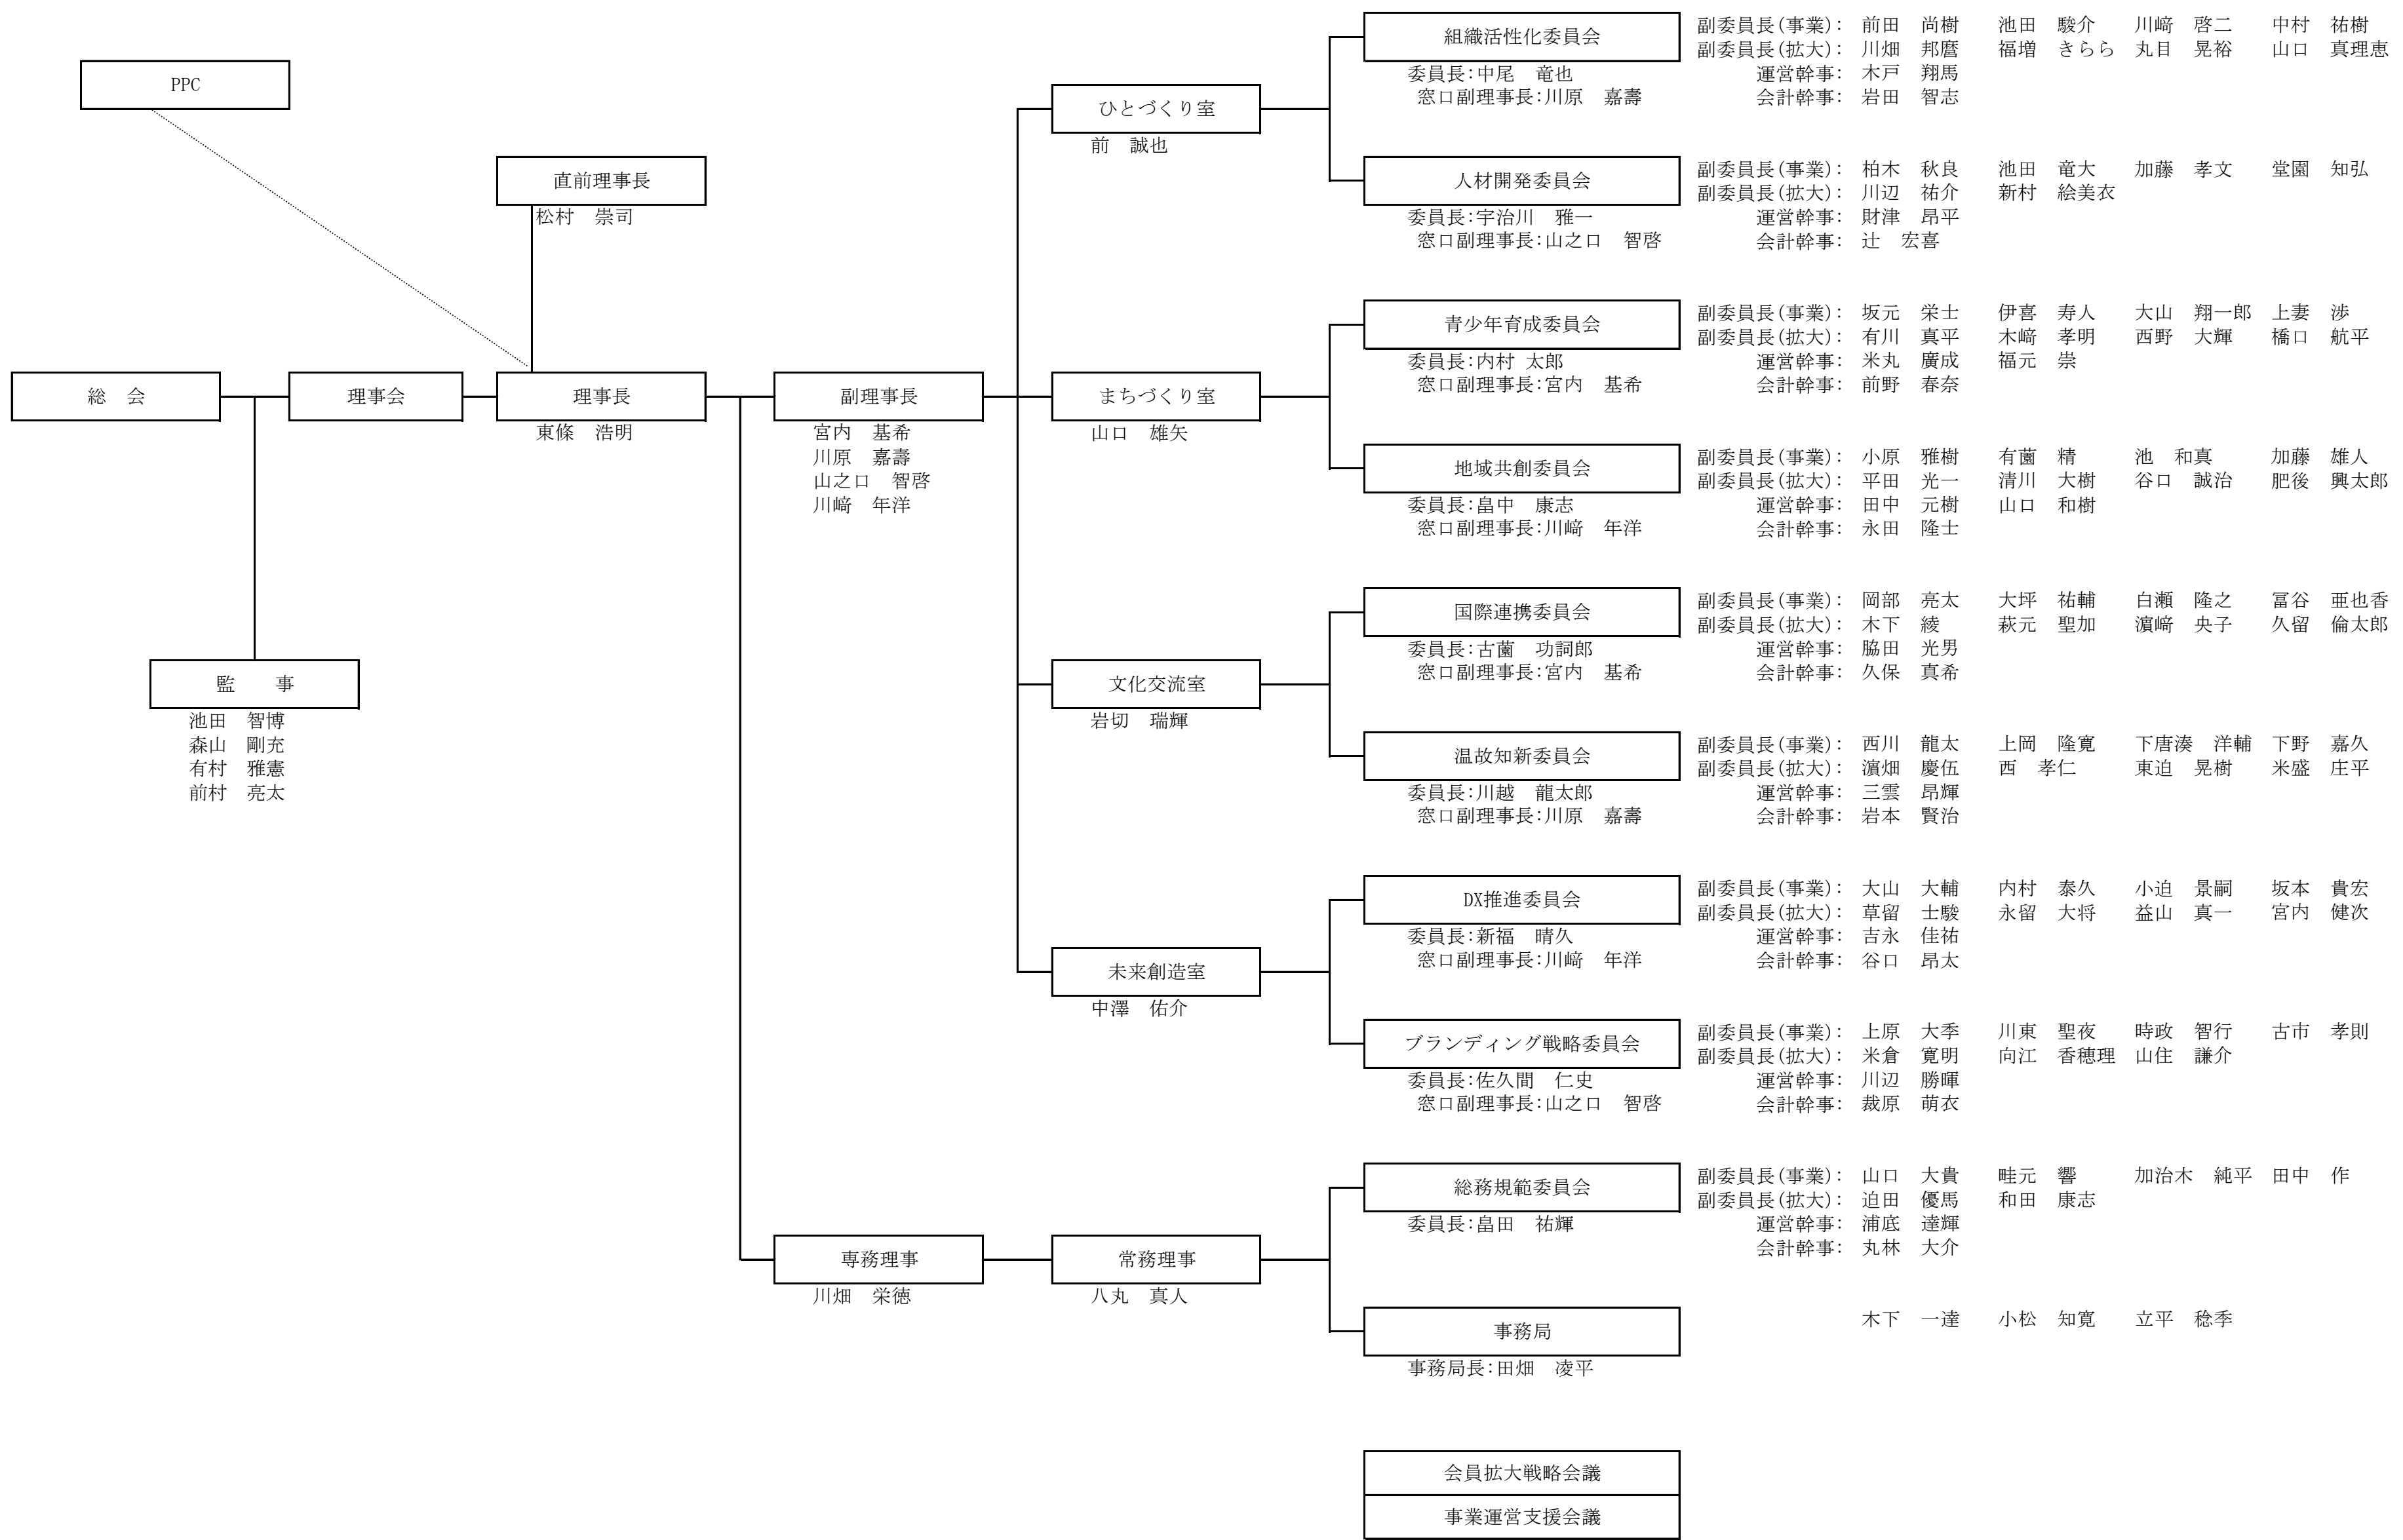 PPC
直前理事長
松村　崇司
総　会
理事会
理事長
東條　浩明
監　　事
池田　智博
森山　剛充
有村　雅憲
前村　亮太
副理事長
宮内　基希
川原　嘉壽
山之口　智啓
川﨑　年洋
ひとづくり室
前　誠也
組織活性化委員会
委員長:中尾　竜也
窓口副理事長:川原　嘉壽
副委員長(事業): 前田　尚樹　池田　駿介　川﨑　啓二　中村　祐樹
副委員長(拡大): 川畑　邦麿　福増　きらら　丸目　晃裕　山口　真理恵
運営幹事: 木戸　翔馬
会計幹事: 岩田　智志
人材開発委員会
委員長:宇治川　雅一
窓口副理事長:山之口　智啓
副委員長(事業): 柏木　秋良　池田　竜大　加藤　孝文　堂園　知弘
副委員長(拡大): 川辺　祐介　新村　絵美衣
運営幹事: 財津　昂平
会計幹事: 辻　宏喜
まちづくり室
山口　雄矢
青少年育成委員会
委員長:内村 太郎
窓口副理事長:宮内　基希
副委員長(事業): 坂元　栄士　伊喜　寿人　大山　翔一郎　上妻　渉
副委員長(拡大): 有川　真平　木﨑　孝明　西野　大輝　橋口　航平
運営幹事: 米丸　廣成　福元　崇
会計幹事: 前野　春奈
地域共創委員会
委員長:畠中　康志
窓口副理事長:川﨑　年洋
副委員長(事業): 小原　雅樹　有薗　精　池　和真　加藤　雄人
副委員長(拡大): 平田　光一　清川　大樹　谷口　誠治　肥後　興太郎
運営幹事: 田中　元樹　山口　和樹
会計幹事: 永田　隆士
文化交流室
岩切　瑞輝
国際連携委員会
委員長:古薗　功詞郎
窓口副理事長:宮内　基希
副委員長(事業): 岡部　亮太　大坪　祐輔　白瀬　隆之　冨谷　亜也香
副委員長(拡大): 木下　綾　萩元　聖加　濵﨑　央子　久留　倫太郎
運営幹事: 脇田　光男
会計幹事: 久保　真希
温故知新委員会
委員長:川越　龍太郎
窓口副理事長:川原　嘉壽
副委員長(事業): 西川　龍太　上岡　隆寛　下唐湊　洋輔　下野　嘉久
副委員長(拡大): 濵畑　慶伍　西　孝仁　東迫　晃樹　米盛　庄平
運営幹事: 三雲　昂輝
会計幹事: 岩本　賢治
未来創造室
中澤　佑介
DX推進委員会
委員長:新福　晴久
窓口副理事長:川﨑　年洋
副委員長(事業): 大山　大輔　内村　泰久　小迫　景嗣　坂本　貴宏
副委員長(拡大): 草留　士駿　永留　大将　益山　真一　宮内　健次
運営幹事: 吉永　佳祐
会計幹事: 谷口　昂太
ブランディング戦略委員会
委員長:佐久間　仁史
窓口副理事長:山之口　智啓
副委員長(事業): 上原　大季　川東　聖夜　時政　智行　古市　孝則
副委員長(拡大): 米倉　寛明　向江　香穂理　山住　謙介
運営幹事: 川辺　勝暉
会計幹事: 裁原　萌衣
専務理事
川畑　栄徳
常務理事
八丸　真人
総務規範委員会
委員長:畠田　祐輝
副委員長(事業): 山口　大貴　畦元　響　加治木　純平　田中　作
副委員長(拡大): 迫田　優馬　和田　康志
運営幹事: 浦底　達輝
会計幹事: 丸林　大介
事務局
事務局長:田畑　凌平
木下　一達　小松　知寛　立平　稔季
会員拡大戦略会議
事業運営支援会議